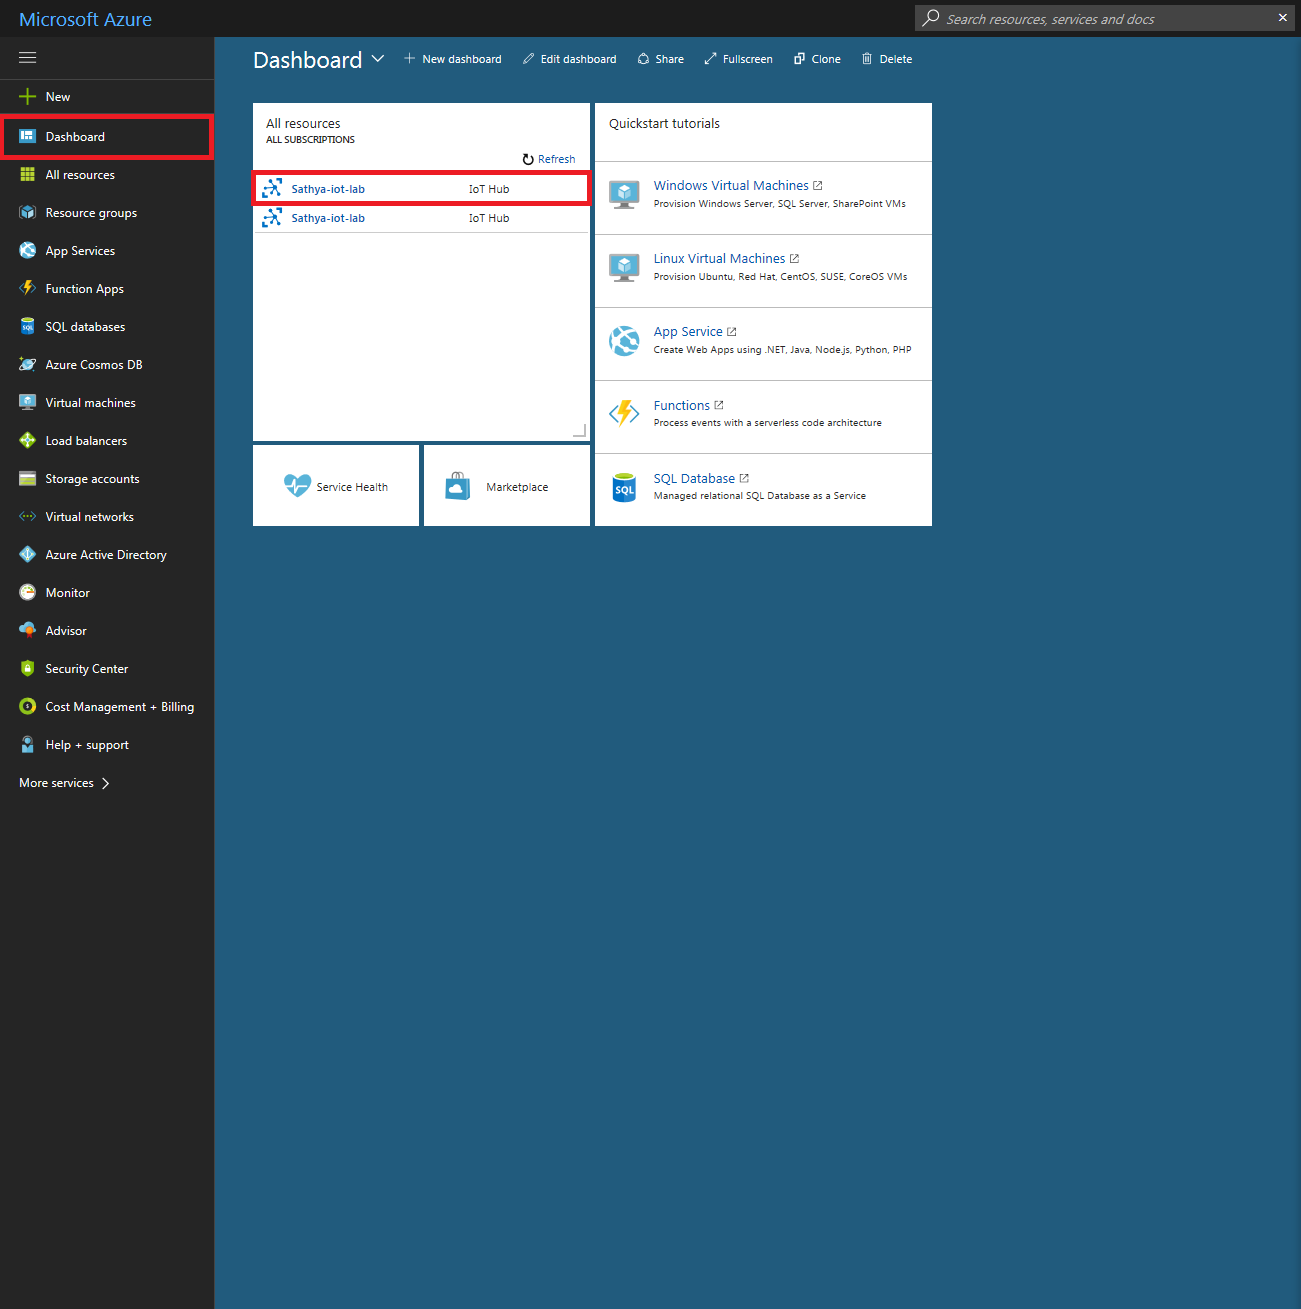 Microsoft Azure
Search resources, services and docs
New
Dashboard
All resources
Resource groups
App Services
Function Apps
SQL databases
Azure Cosmos DB
Virtual machines
Load balancers
Storage accounts
Virtual networks
Azure Active Directory
Monitor
Advisor
Security Center
Cost Management + Billing
Help + support
More services
Dashboard New dashboard Edit dashboard Share Fullscreen Clone Delete
All resources
ALL SUBSCRIPTIONS
Refresh
Sathya-iot-lab IoT Hub
Sathya-iot-lab IoT Hub
Service Health
Marketplace
Quickstart tutorials
Windows Virtual Machines
Provision Windows Server, SQL Server, SharePoint VMs
Linux Virtual Machines
Provision Ubuntu, Red Hat, CentOS, SUSE, CoreOS VMs
App Service
Create Web Apps using .NET, Java, Node.js, Python, PHP
Functions
Process events with a serverless code architecture
SQL
SQL Database
Managed relational SQL Database as a Service